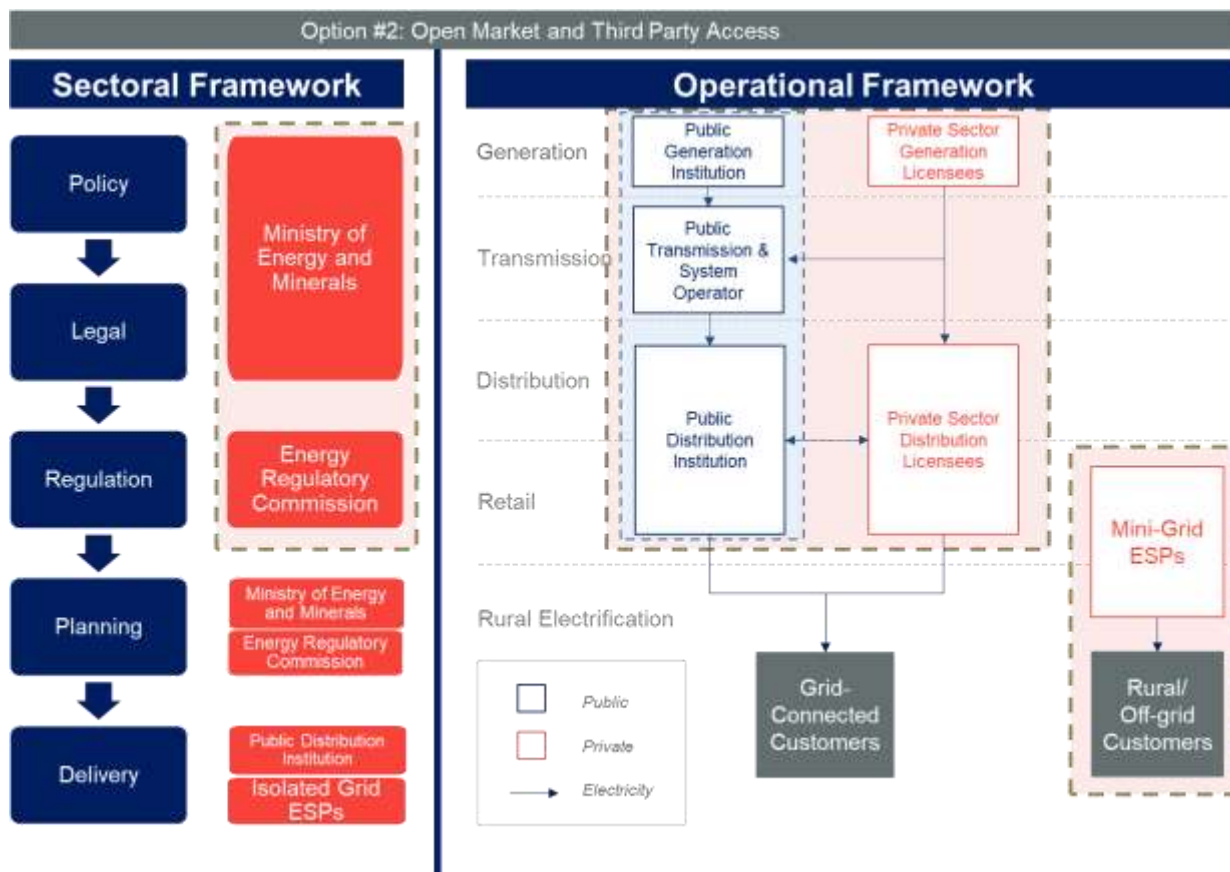 Option #2: Open Market and Third Party Access
Sectoral Framework
Policy
Legal
Regulation
Planning
Delivery
Ministry of
Energy and
Minerals
Energy
Regulatory
Commission
Ministry of Energy
and Minerals
Energy Regulatory
Commission
Public Distribution
Institution
Isolated Grid
ESPs
Operational Framework
Generation
Transmission
Distribution
Retail
Rural Electrification
Public
Generation
Institution
Private Sector
Generation
Licensees
Public
Transmission &
System
Operator
Public
Distribution
Institution
Private Sector
Distribution
Licensees
Mini-Grid
ESPs
Grid-
Connected
Customers
Rural/
Off-grid
Customers
Public
Private
Electricity